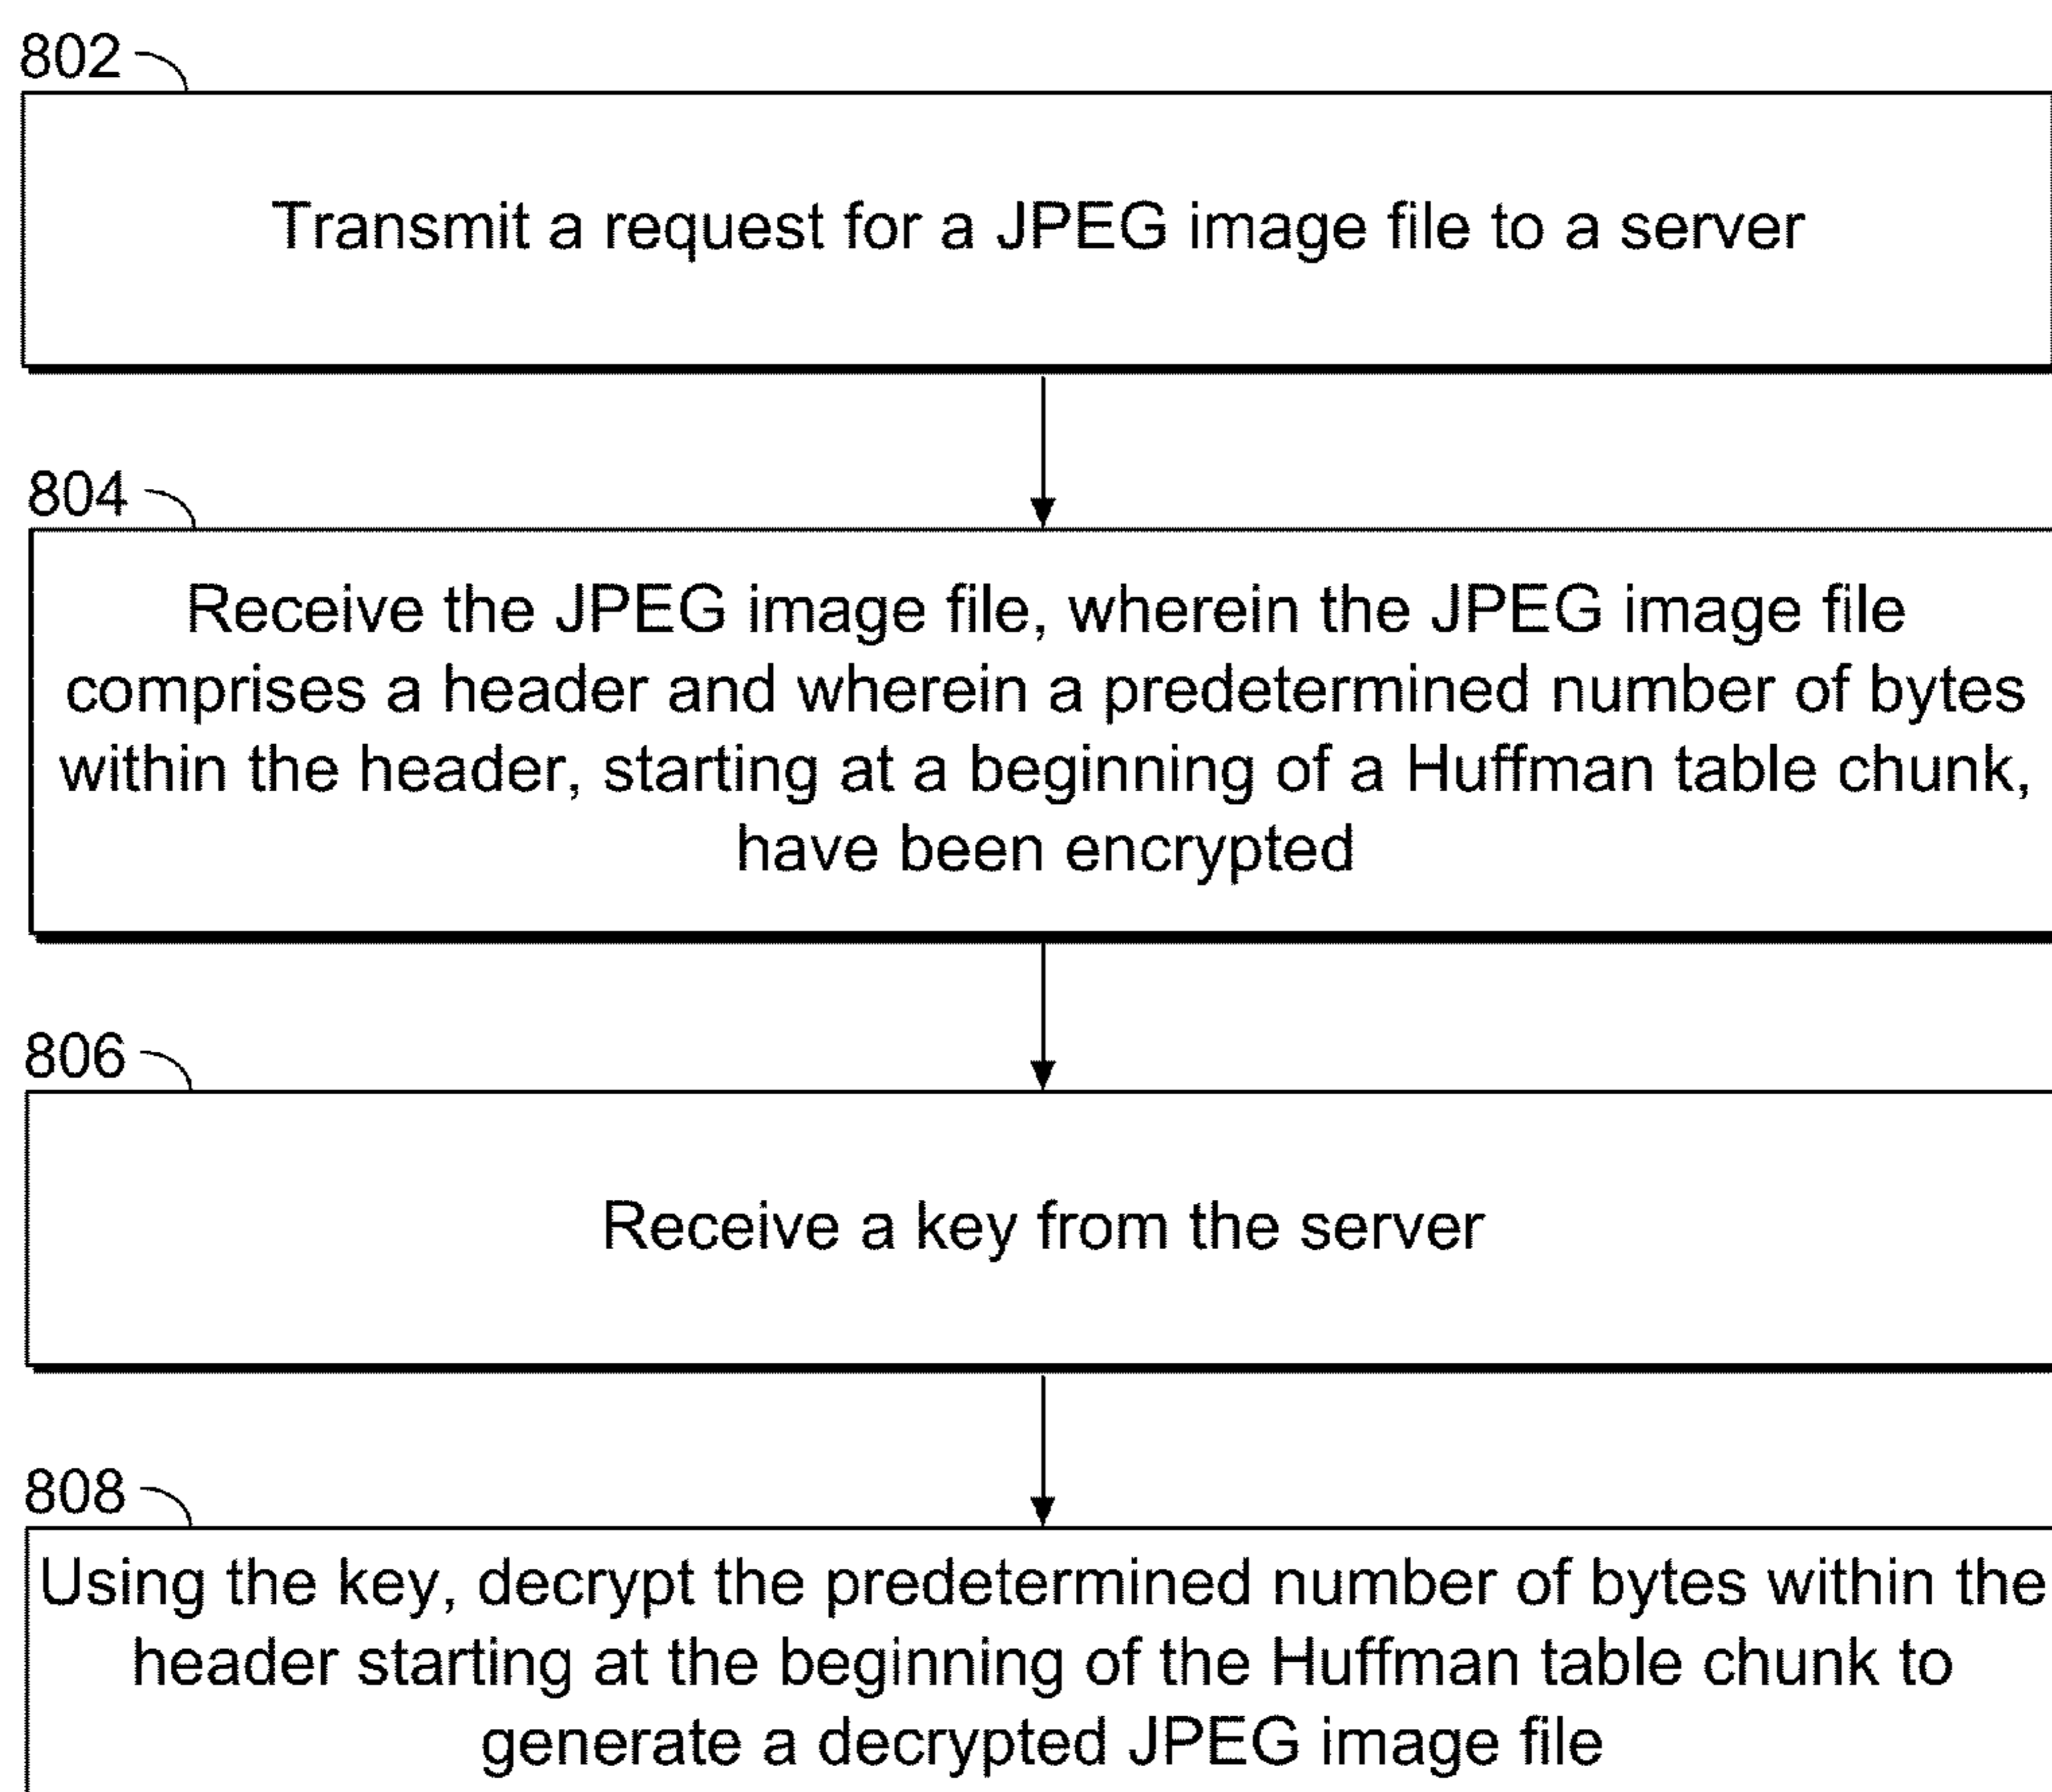 802
Transmit a request for a JPEG image file to a server
804
Receive the JPEG image file, wherein the JPEG image file
comprises a header and wherein a predetermined number of bytes
within the header, starting at a beginning of a Huffman table chunk,
have been encrypted
806
Receive a key from the server
808
Using the key, decrypt the predetermined number of bytes within the
header starting at the beginning of the Huffman table chunk to
generate a decrypted JPEG image file